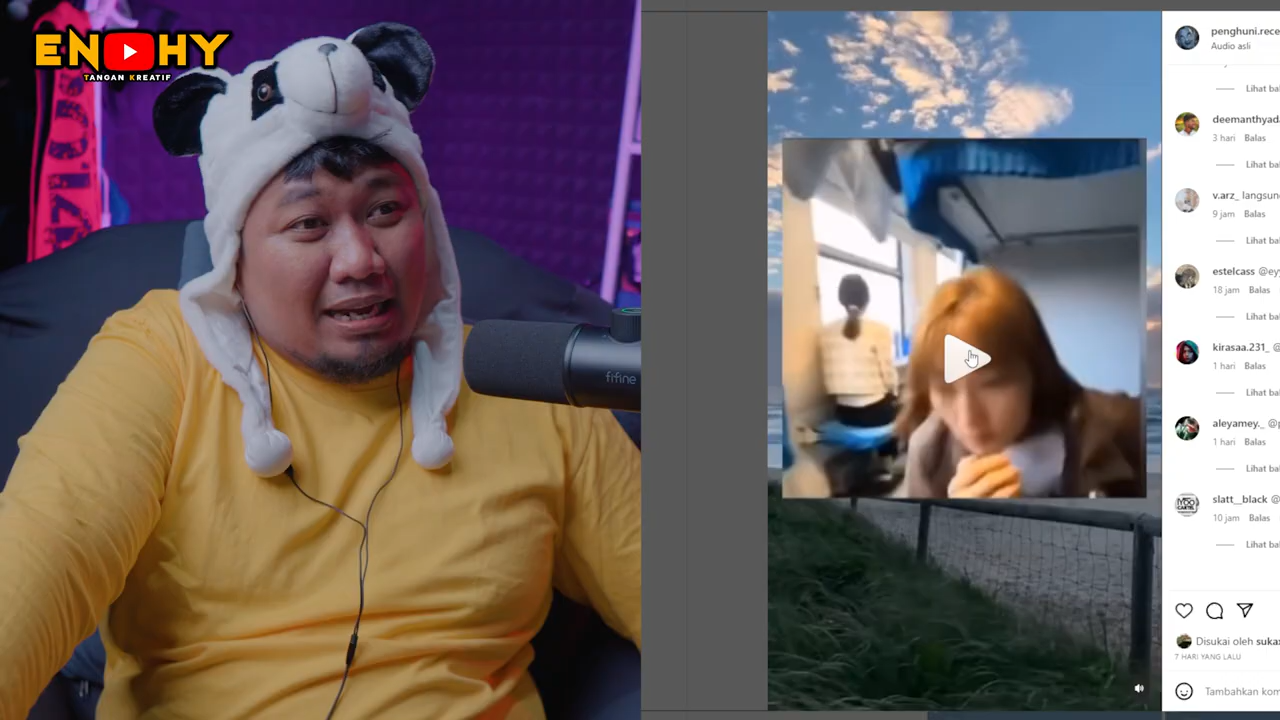 ENOHY
TANGAN KREATIF
fifine
penghuni.rece
Audio asli
Lihat bal
deemanthyad
3 hari Balas
Lihat bal
v.arz_ langsun
9 jam Balas
Lihat bal
estelcass @ey
18 jam Balas
Lihat bal
kirasaa.231_ @
1 hari Balas
Lihat bal
aleyamey._ @p
1 hari Balas
Lihat bal
slatt__black @
10 jam Balas
Lihat bal
Disukai oleh sukas
7 HARI YANG LALU
Tambahkan kom